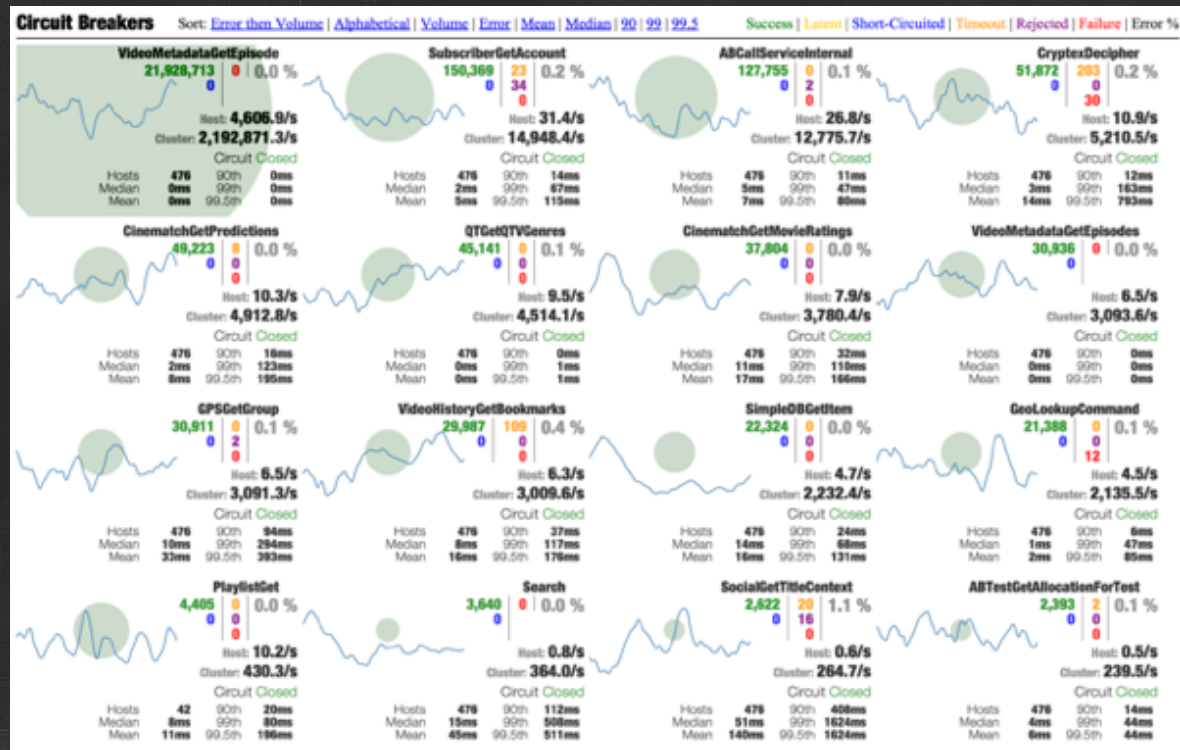 Circuit Breakers Sort: Error then Volume | Alphabetical | Volume | Error | Mean | Median | 90 | 99 | 99.5 Success | Latent | Short-Circuited | Timeout | Rejected | Failure | Error %
VideoMetadataGetEpisode
21,928,713 0 0.0 %
0
Host: 4,606.9/s
Cluster: 2,192,871.3/s
Circuit Closed
Hosts 476 90th 0ms
Median 0ms 99th 0ms
Mean 0ms 99.5th 0ms
SubscriberGetAccount
150,369 23 0.2 %
0 34
0
Host: 31.4/s
Cluster: 14,948.4/s
Circuit Closed
Hosts 476 90th 14ms
Median 2ms 99th 67ms
Mean 5ms 99.5th 115ms
ABCallServiceInternal
127,755 0 0.1 %
0 2
0
Host: 26.8/s
Cluster: 12,775.7/s
Circuit Closed
Hosts 476 90th 11ms
Median 5ms 99th 47ms
Mean 7ms 99.5th 80ms
CryptexDecipher
51,872 203 0.2 %
0 0
30
Host: 10.9/s
Cluster: 5,210.5/s
Circuit Closed
Hosts 476 90th 12ms
Median 3ms 99th 163ms
Mean 14ms 99.5th 793ms
CinematchGetPredictions
49,223 8 0.0 %
0 0
0
Host: 10.3/s
Cluster: 4,912.8/s
Circuit Closed
Hosts 476 90th 16ms
Median 2ms 99th 123ms
Mean 8ms 99.5th 195ms
QTGetQTVGenres
45,141 0 0.1 %
0 0
0
Host: 9.5/s
Cluster: 4,514.1/s
Circuit Closed
Hosts 476 90th 0ms
Median 0ms 99th 1ms
Mean 0ms 99.5th 1ms
CinematchGetMovieRatings
37,804 0 0.0 %
0 0
0
Host: 7.9/s
Cluster: 3,780.4/s
Circuit Closed
Hosts 476 90th 32ms
Median 11ms 99th 110ms
Mean 17ms 99.5th 166ms
VideoMetadataGetEpisodes
30,936 0 0.0 %
0
Host: 6.5/s
Cluster: 3,093.6/s
Circuit Closed
Hosts 476 90th 0ms
Median 0ms 99th 0ms
Mean 0ms 99.5th 0ms
GPSGetGroup
30,911 0 0.1 %
0 2
0
Host: 6.5/s
Cluster: 3,091.3/s
Circuit Closed
Hosts 476 90th 94ms
Median 10ms 99th 294ms
Mean 33ms 99.5th 393ms
VideoHistoryGetBookmarks
29,987 109 0.4 %
0 0
0
Host: 6.3/s
Cluster: 3,009.6/s
Circuit Closed
Hosts 476 90th 37ms
Median 8ms 99th 117ms
Mean 16ms 99.5th 176ms
SimpleDBGetItem
22,324 0 0.0 %
0 0
0
Host: 4.7/s
Cluster: 2,232.4/s
Circuit Closed
Hosts 476 90th 24ms
Median 14ms 99th 68ms
Mean 16ms 99.5th 131ms
GeoLookupCommand
21,388 0 0.1 %
0 0
12
Host: 4.5/s
Cluster: 2,135.5/s
Circuit Closed
Hosts 476 90th 6ms
Median 1ms 99th 47ms
Mean 2ms 99.5th 85ms
PlaylistGet
4,405 0 0.0 %
0 0
0
Host: 10.2/s
Cluster: 430.3/s
Circuit Closed
Hosts 42 90th 20ms
Median 8ms 99th 80ms
Mean 11ms 99.5th 196ms
Search
3,640 0 0.0 %
0
Host: 0.8/s
Cluster: 364.0/s
Circuit Closed
Hosts 476 90th 112ms
Median 15ms 99th 508ms
Mean 45ms 99.5th 511ms
SocialGetTitleContext
2,622 20 1.1 %
0 16
0
Host: 0.6/s
Cluster: 264.7/s
Circuit Closed
Hosts 476 90th 408ms
Median 51ms 99th 1624ms
Mean 140ms 99.5th 1624ms
ABTestGetAllocationForTest
2,393 2 0.1 %
0 0
0
Host: 0.5/s
Cluster: 239.5/s
Circuit Closed
Hosts 476 90th 14ms
Median 4ms 99th 44ms
Mean 6ms 99.5th 44ms